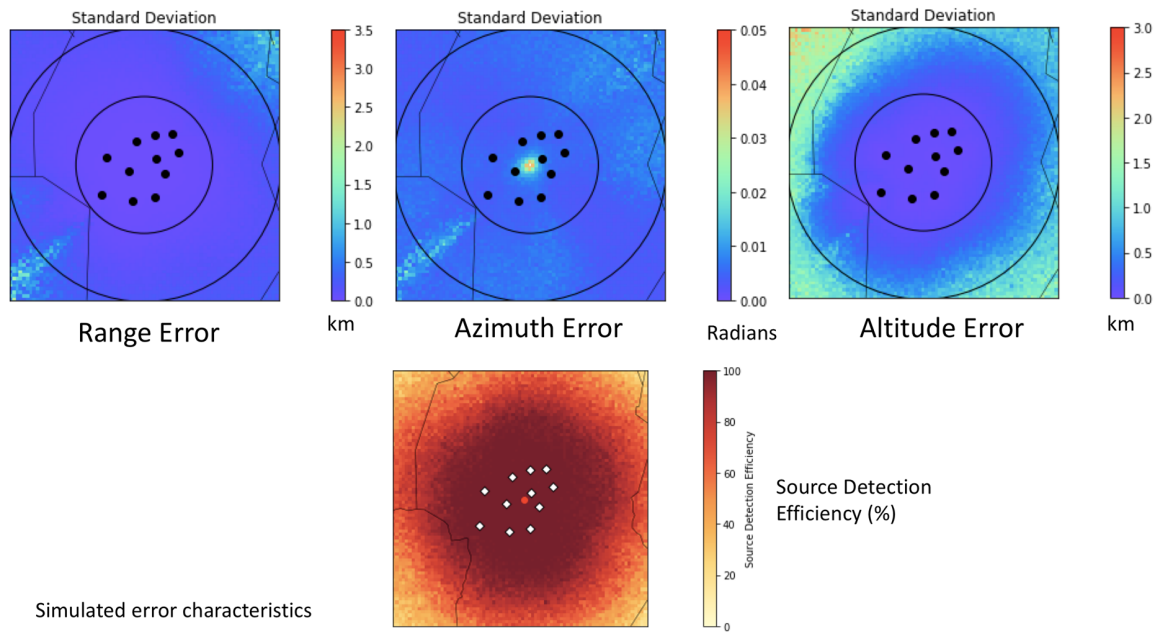 Standard Deviation
3.5
3.0
2.5
2.0
1.5
1.0
0.5
0.0
km
Range Error
Standard Deviation
0.05
0.04
0.03
0.02
0.01
0.00
Radians
Azimuth Error
Standard Deviation
3.0
2.5
2.0
1.5
1.0
0.5
0.0
km
Altitude Error
100
80
60
40
20
0
Source Detection Efficiency
Source Detection
Efficiency (%)
Simulated error characteristics